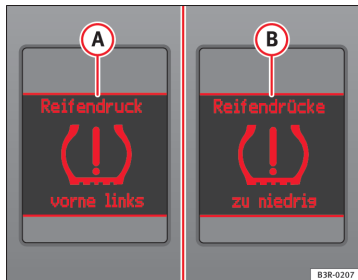 A
B
Reifendruck
vorne links
Reifendrücke
zu niedrig
B3R-0207